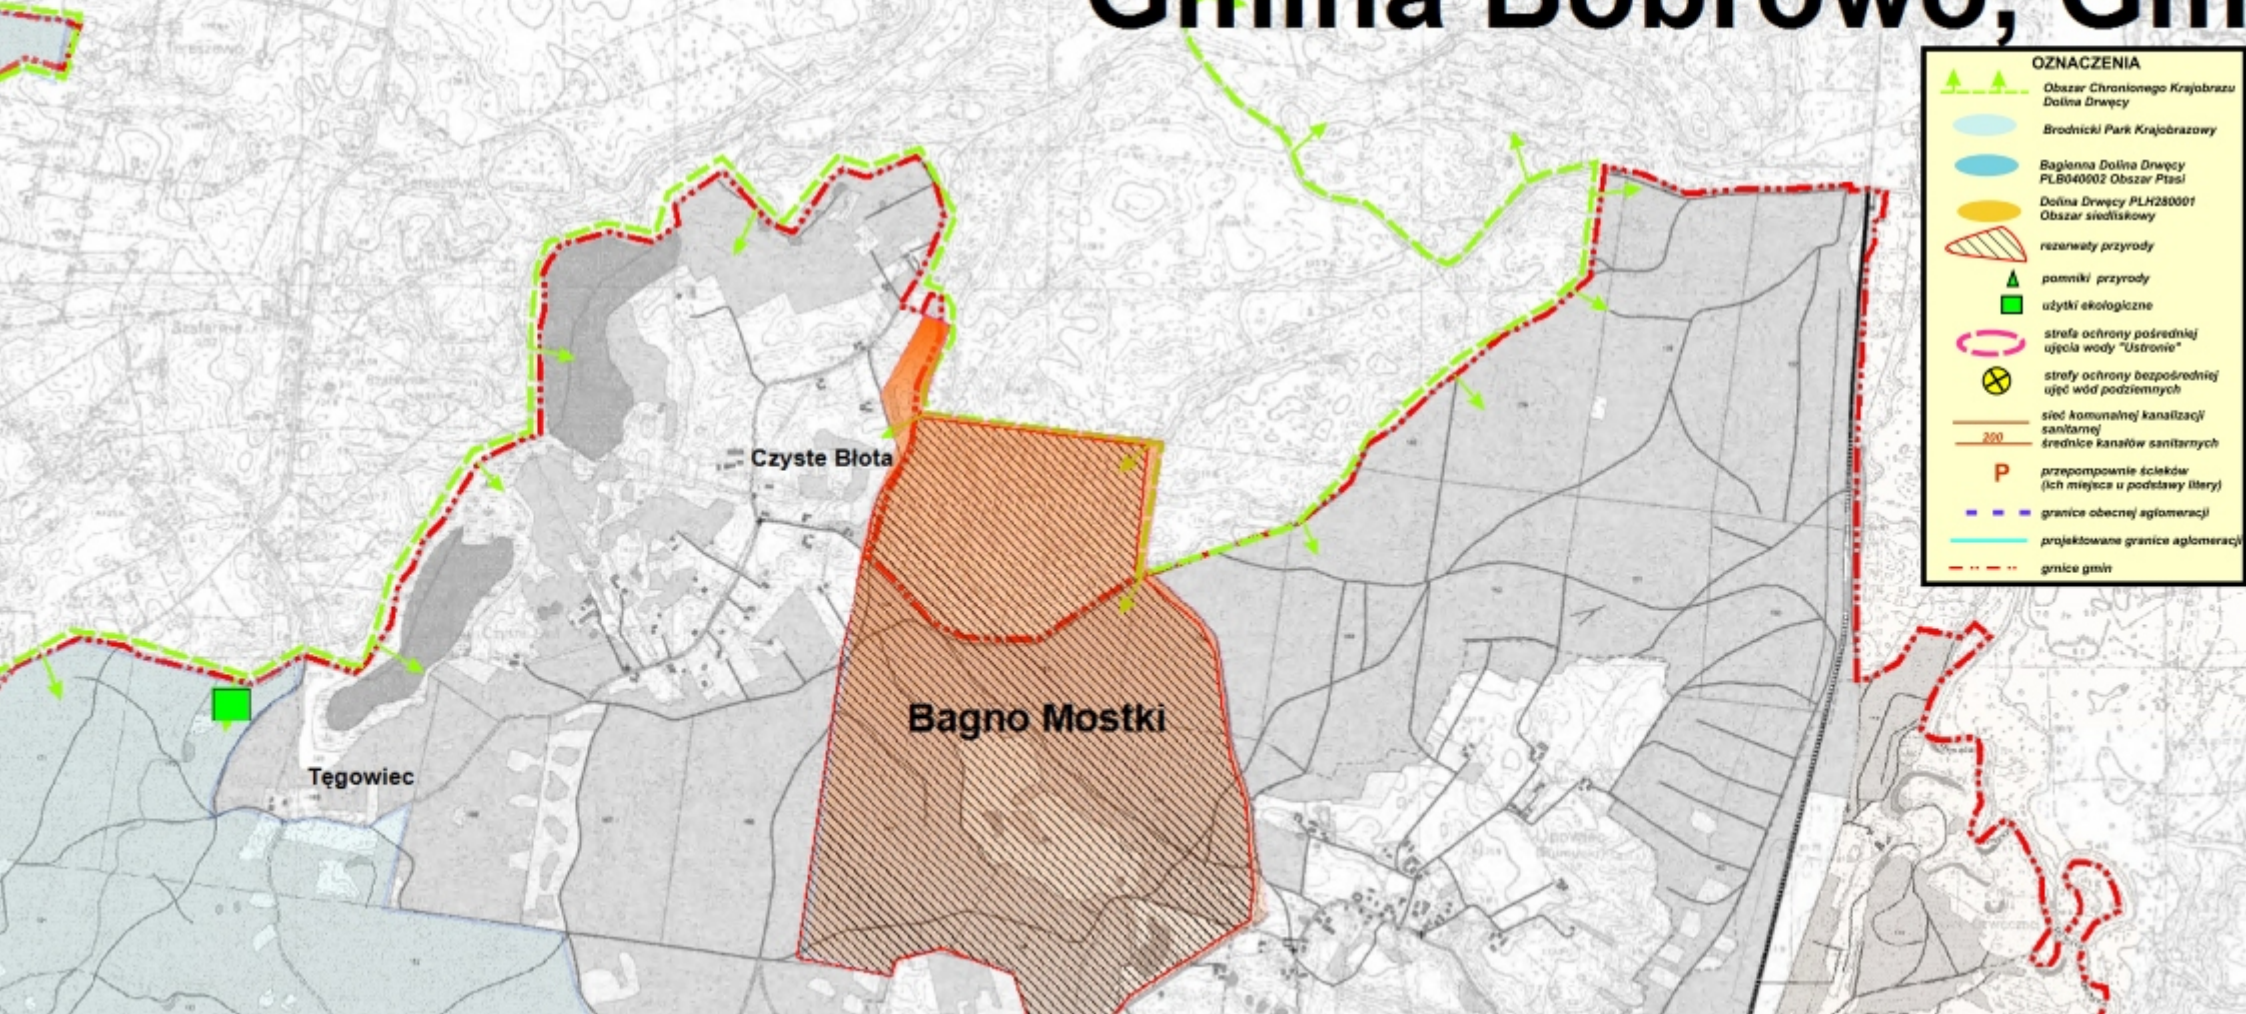 Gmina Bobrowo, Gmi
OZNACZENIA
Obszar Chronionego Krajobrazu
Dolina Drwęcy
Brodnicki Park Krajobrazowy
Bagienna Dolina Drwęcy
PLB040002 Obszar Ptasi
Dolina Drwęcy PLH280001
Obszar siedliskowy
rezerwaty przyrody
pomniki przyrody
użytki ekologiczne
strefa ochrony pośredniej
ujęcia wody "Ustronie"
strefy ochrony bezpośredniej
ujęć wód podziemnych
sieć komunalnej kanalizacji
sanitarnej
200
średnice kanałów sanitarnych
P
przepompownie ścieków
(ich miejsca u podstawy litery)
granice obecnej aglomeracji
projektowane granice aglomeracji
grnice gmin
Czyste Błota
Bagno Mostki
Tęgowiec